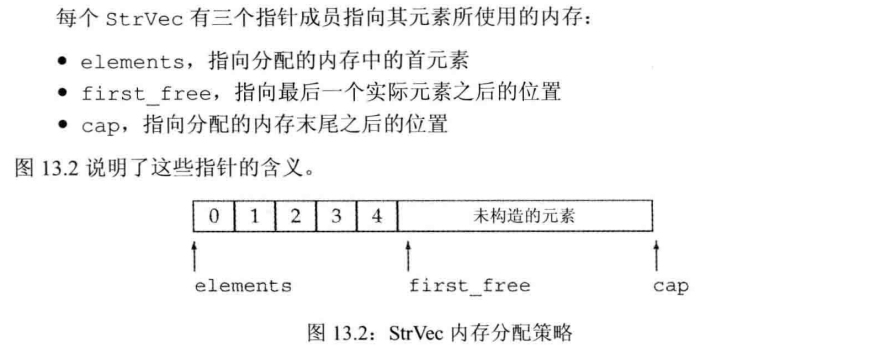 每个 StrVec 有三个指针成员指向其元素所使用的内存：
● elements，指向分配的内存中的首元素
● first_free，指向最后一个实际元素之后的位置
● cap，指向分配的内存末尾之后的位置
图 13.2 说明了这些指针的含义。
0 1 2 3 4 未构造的元素
elements first_free cap
图 13.2：StrVec 内存分配策略